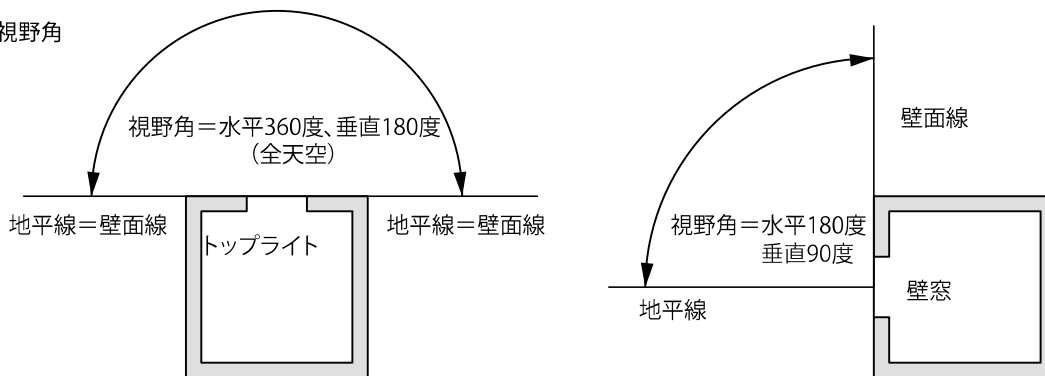 視野角
視野角＝水平360度、垂直180度
（全天空）
地平線＝壁面線
地平線＝壁面線
トップライト
壁面線
視野角＝水平180度
垂直90度
地平線
壁窓